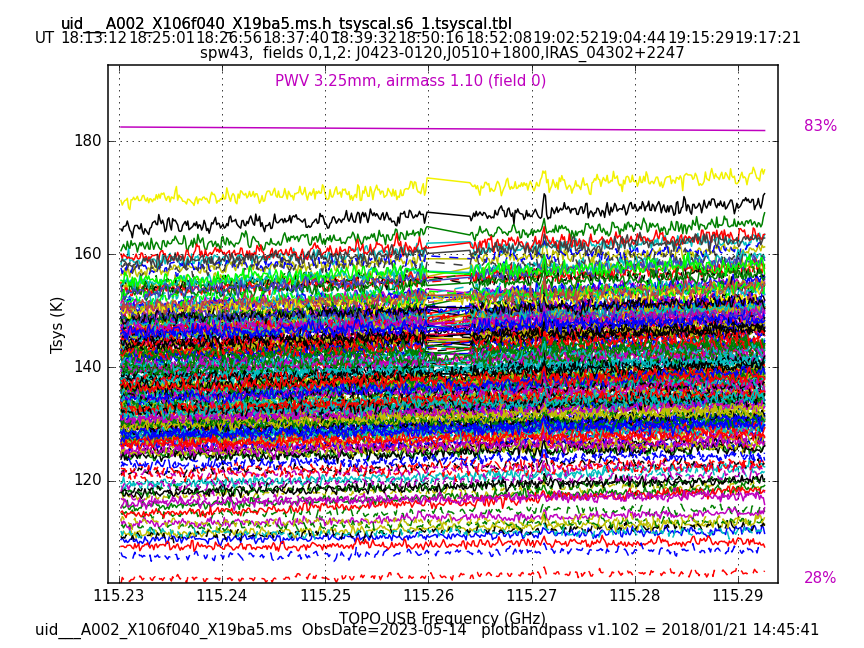 uid___A002_X106f040_X19ba5.ms.h_tsyscal.s6_1.tsyscal.tbl
UT 18:13:12 18:25:01 18:26:56 18:37:40 18:39:32 18:50:16 18:52:08 19:02:52 19:04:44 19:15:29 19:17:21
spw43,  fields 0,1,2: J0423-0120,J0510+1800,IRAS_04302+2247
PWV 3.25mm, airmass 1.10 (field 0)
83%
180
160
140
120
Tsys (K)
28%
115.23 115.24 115.25 115.26 115.27 115.28 115.29
TOPO USB Frequency (GHz)
uid___A002_X106f040_X19ba5.ms  ObsDate=2023-05-14   plotbandpass v1.102 = 2018/01/21 14:45:41